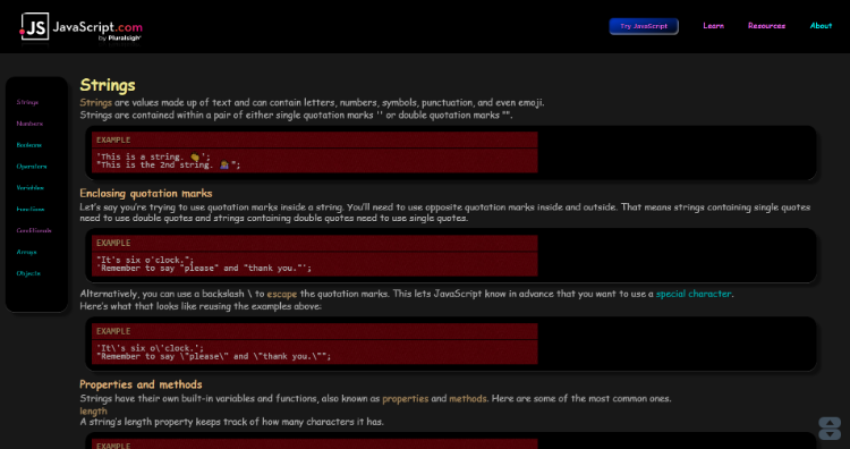 JS JavaScript.com
by Pluralsight
Try JavaScript
Learn
Resources
About
Strings
Numbers
Booleans
Operators
Variables
Functions
Conditionals
Arrays
Objects
Strings
Strings are values made up of text and can contain letters, numbers, symbols, punctuation, and even emoji.
Strings are contained within a pair of either single quotation marks '' or double quotation marks "".
EXAMPLE
'This is a string. 👏';
"This is the 2nd string. 💁";
Enclosing quotation marks
Let's say you're trying to use quotation marks inside a string. You'll need to use opposite quotation marks inside and outside. That means strings containing single quotes
need to use double quotes and strings containing double quotes need to use single quotes.
EXAMPLE
"It's six o'clock.";
'Remember to say "please" and "thank you."';
Alternatively, you can use a backslash \ to escape the quotation marks. This lets JavaScript know in advance that you want to use a special character.
Here's what that looks like reusing the examples above:
EXAMPLE
'It\'s six o\'clock.';
"Remember to say \"please\" and \"thank you.\"";
Properties and methods
Strings have their own built-in variables and functions, also known as properties and methods. Here are some of the most common ones.
length
A string's length property keeps track of how many characters it has.
EXAMPLE